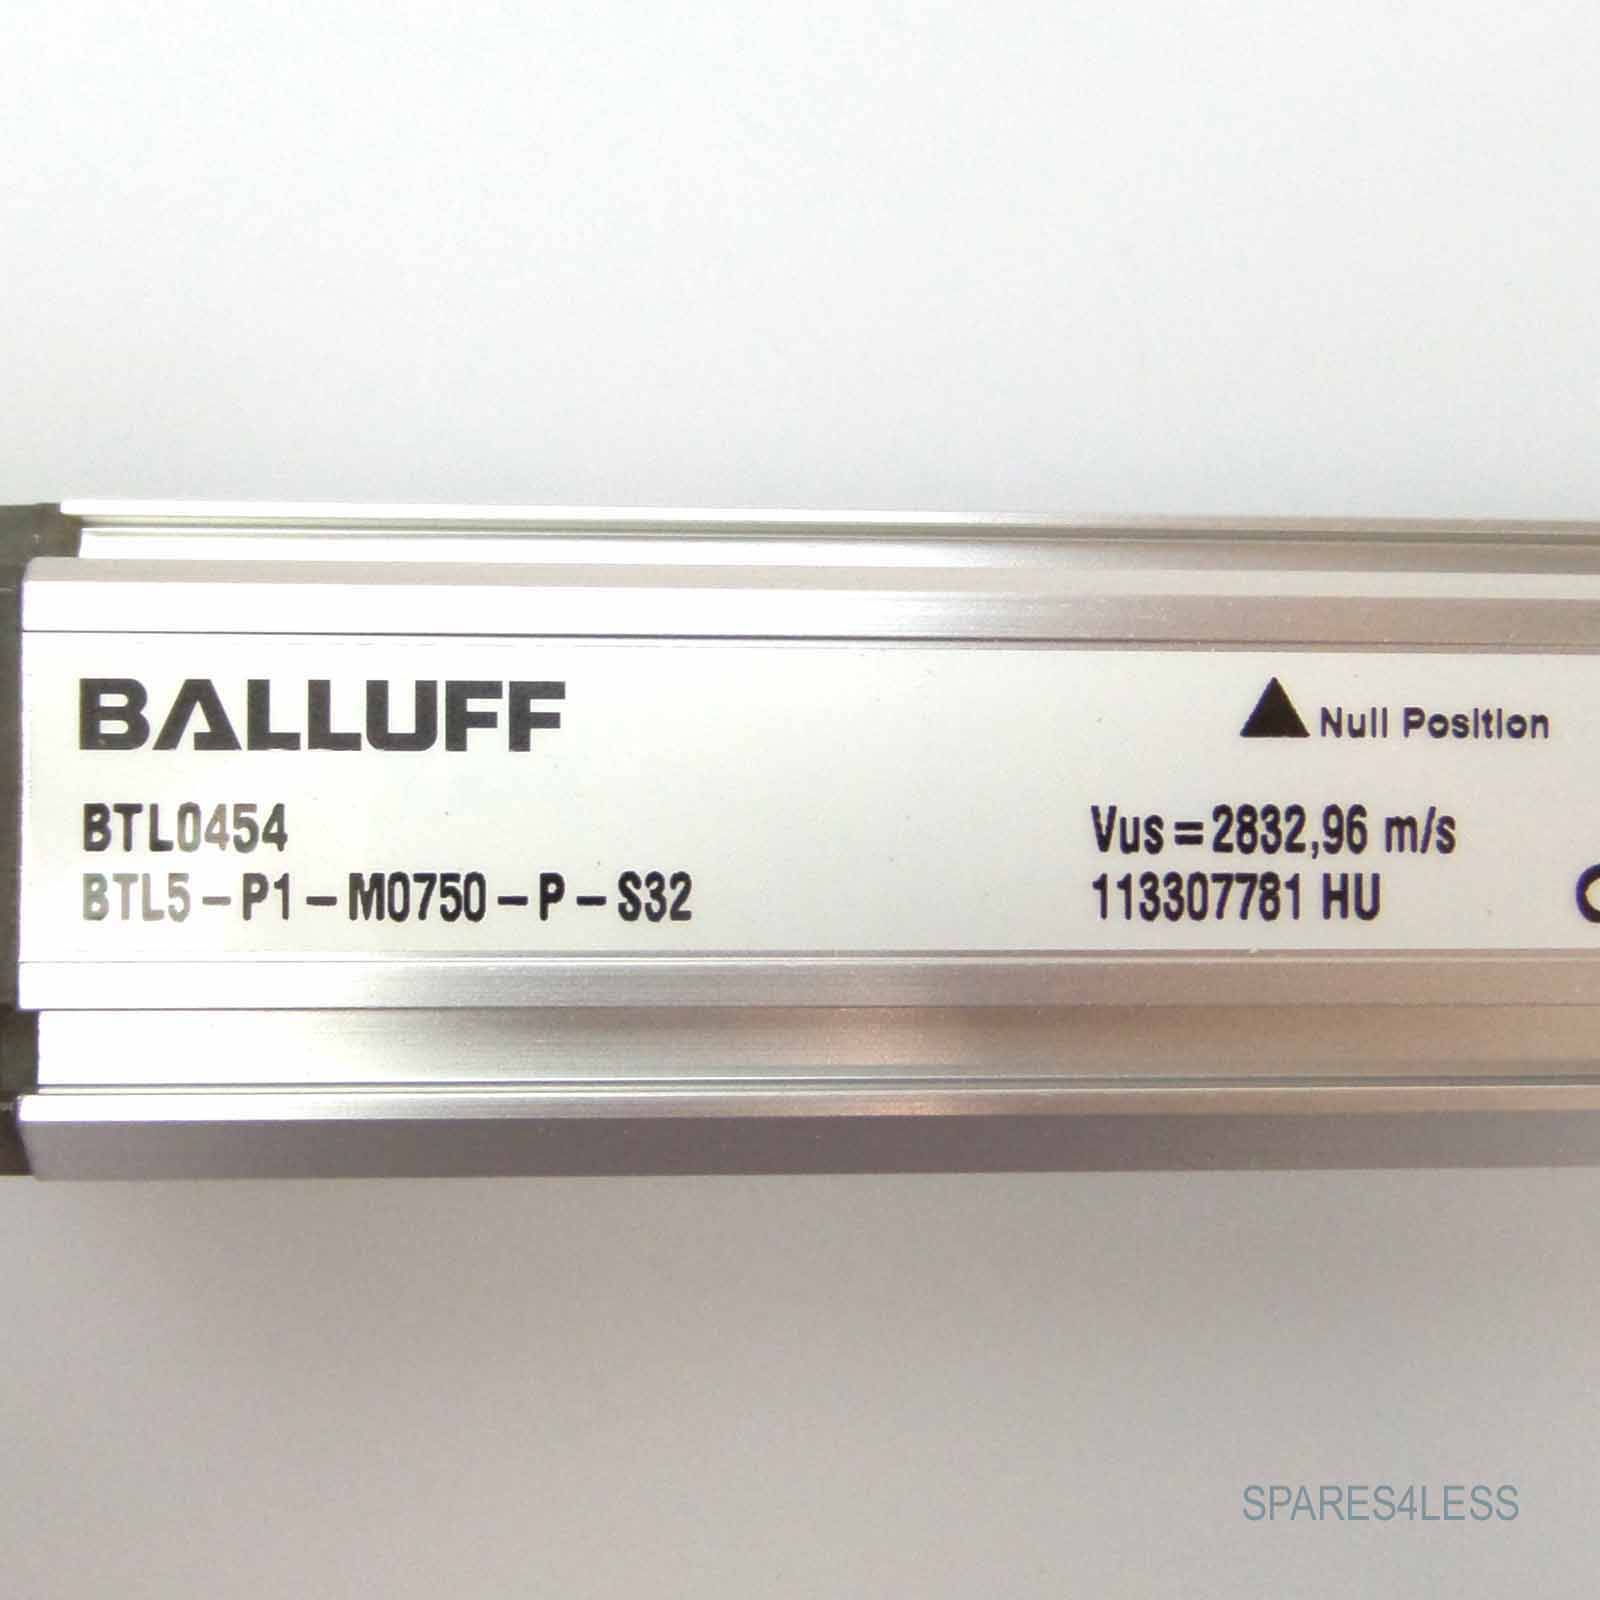 BALLUFF
BTL0454
BTL5-P1-M0750-P-S32
▲ Null Position
Vus=2832,96 m/s
113307781 HU
SPARES4LESS